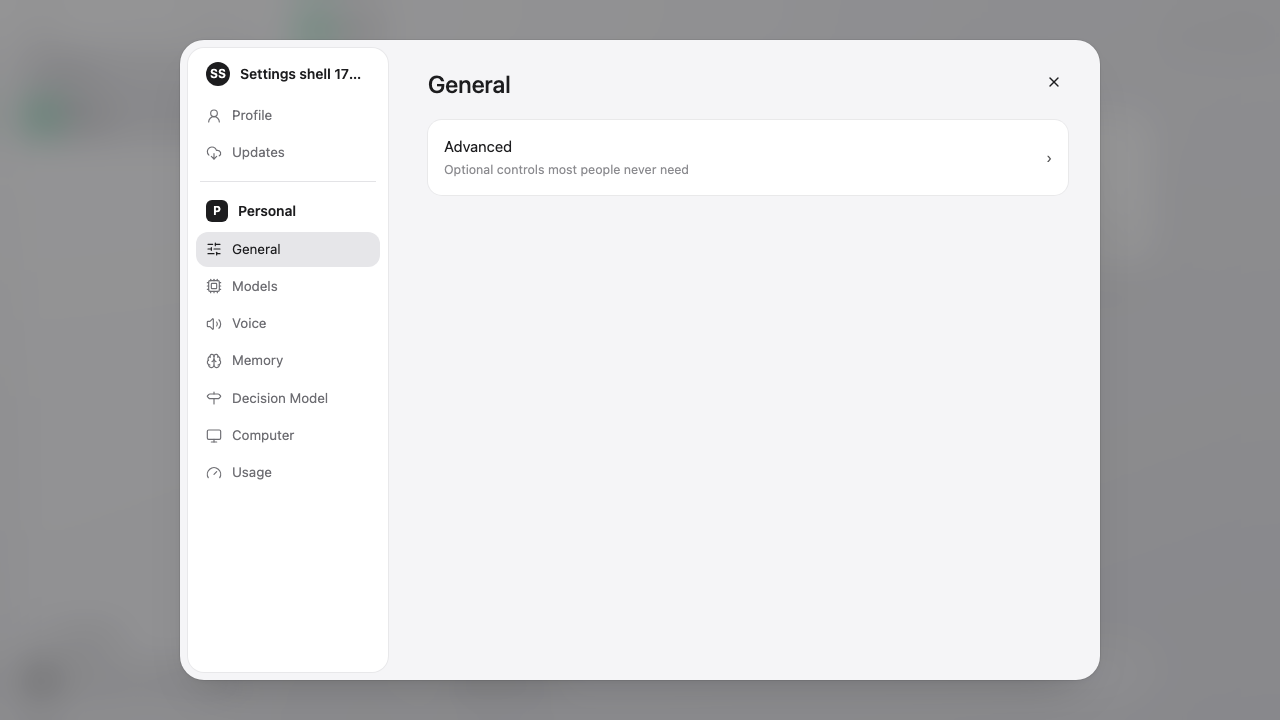 SS Settings shell 17...
Profile
Updates
P Personal
General
Models
Voice
Memory
Decision Model
Computer
Usage
General
Advanced
Optional controls most people never need